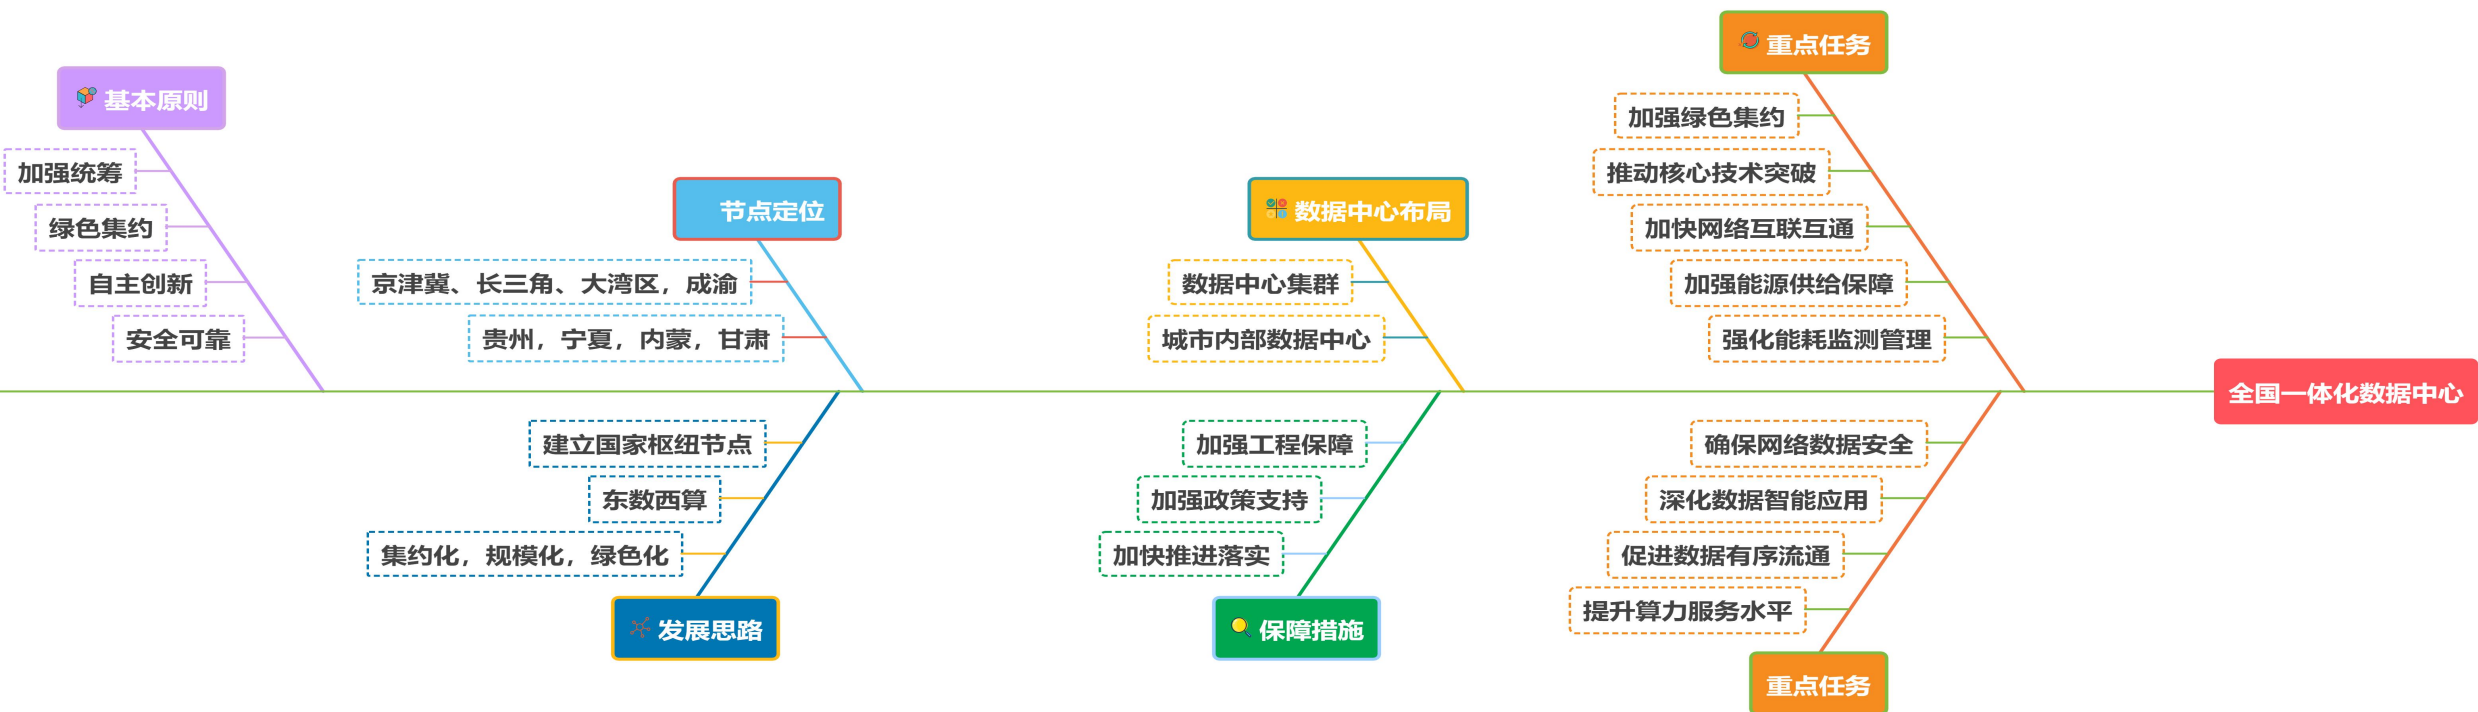 重点任务
加强绿色集约
推动核心技术突破
加快网络互联互通
加强能源供给保障
强化能耗监测管理
基本原则
加强统筹
绿色集约
自主创新
安全可靠
节点定位
京津冀、长三角、大湾区，成渝
贵州，宁夏，内蒙，甘肃
数据中心布局
数据中心集群
城市内部数据中心
全国一体化数据中心
建立国家枢纽节点
东数西算
集约化，规模化，绿色化
发展思路
加强工程保障
加强政策支持
加快推进落实
保障措施
确保网络数据安全
深化数据智能应用
促进数据有序流通
提升算力服务水平
重点任务